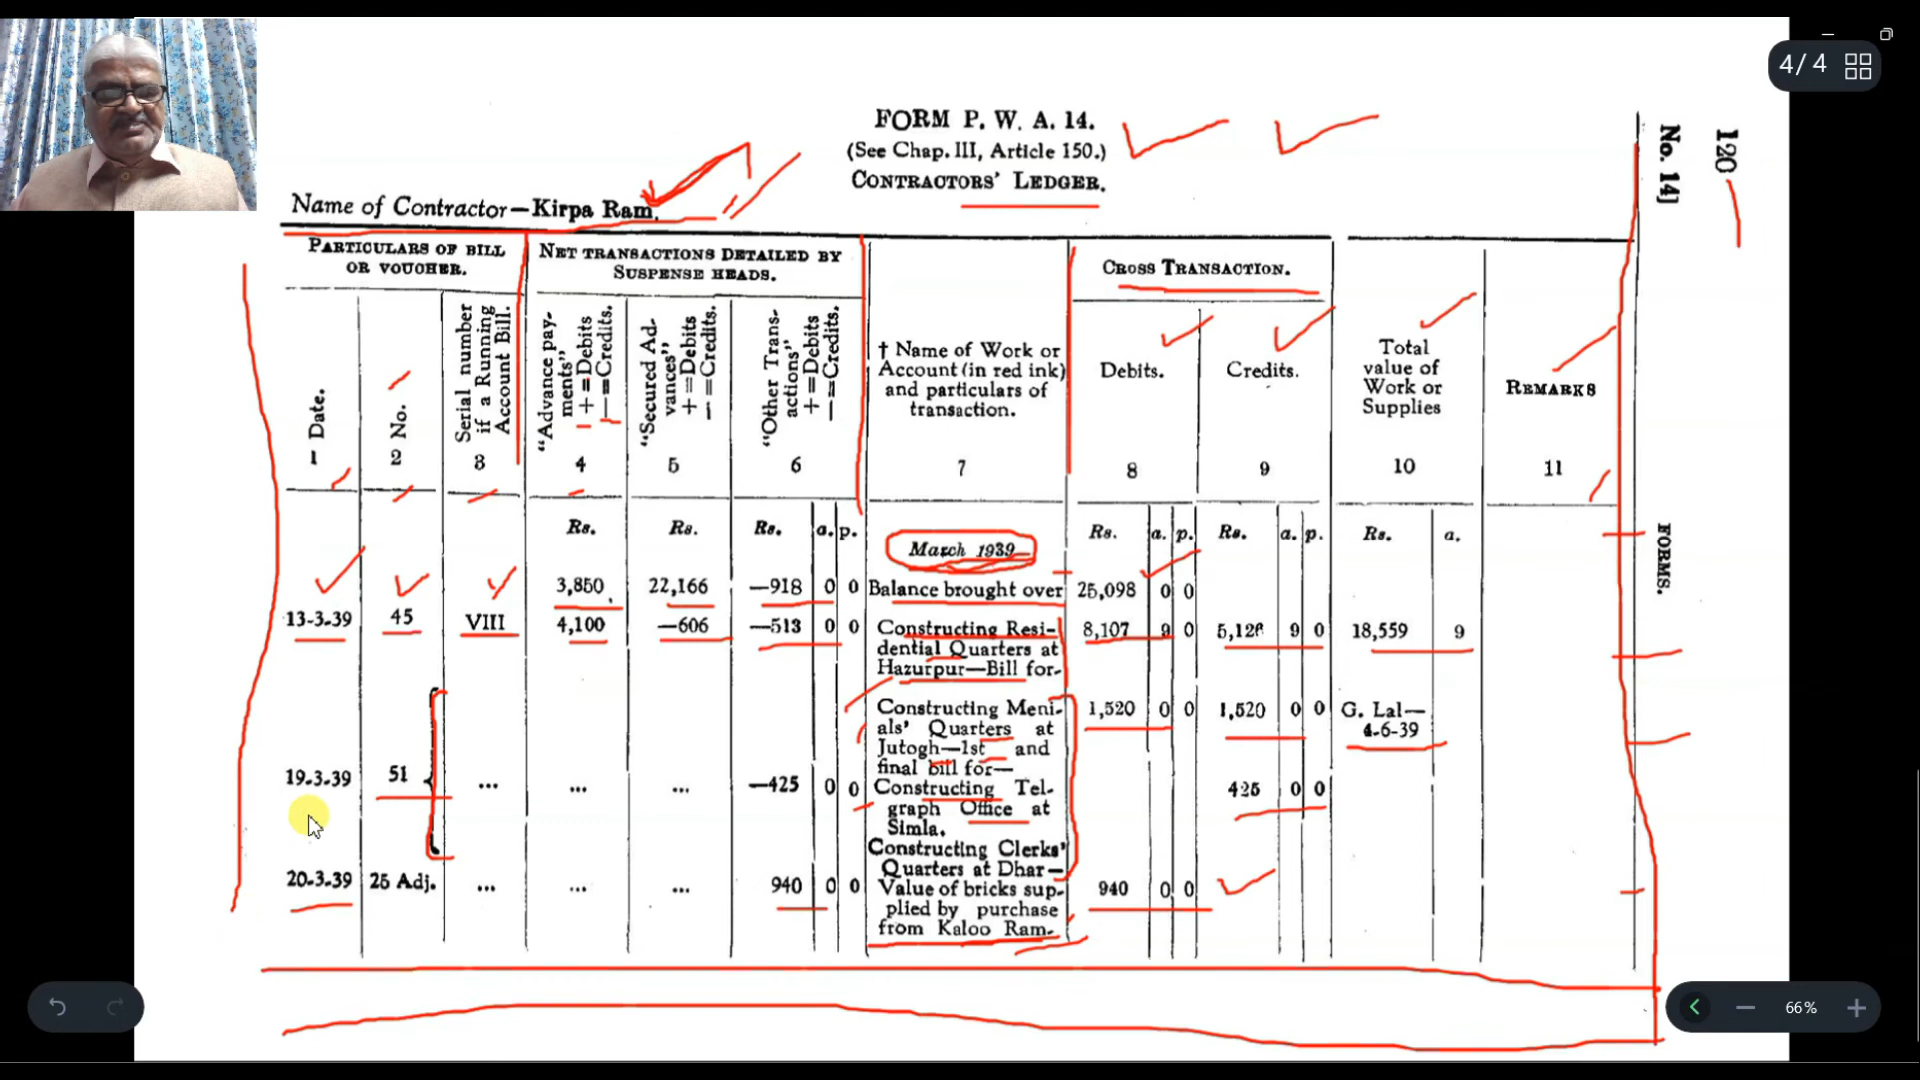 4/4
120
No. 14]
FORMS.
FORM P. W. A. 14.
(See Chap. III, Article 150.)
CONTRACTORS' LEDGER.
Name of Contractor—Kirpa Ram.
PARTICULARS OF BILL OR VOUCHER.
NET TRANSACTIONS DETAILED BY SUSPENSE HEADS.
CROSS TRANSACTION.
Date.
No.
Serial number if a Running Account Bill.
"Advance payments" +=Debits —=Credits.
"Secured Advances" +=Debits —=Credits.
"Other Transactions" +=Debits —=Credits.
† Name of Work or
Account (in red ink)
and particulars of
transaction.
Debits.
Credits.
Total
value of
Work or
Supplies
REMARKS
1 2 3 4 5 6 7 8 9 10 11
Rs. Rs. Rs. a. p. Rs. a. p. Rs. a. p. Rs. a.
March 1939
3,850 22,166 —918 0 0 Balance brought over 25,098 0 0
13-3-39 45 VIII 4,100 —606 —513 0 0 Constructing Resi- 8,107 9 0 5,126 9 0 18,559 9
dential Quarters at
Hazurpur—Bill for-
Constructing Meni- 1,520 0 0 1,520 0 0 G. Lal—
als' Quarters at 4-6-39
Jutogh—1st and
final bill for—
19-3-39 51 ... ... ... —425 0 0 Constructing Tel- 425 0 0
graph Office at
Simla.
Constructing Clerks'
Quarters at Dhar—
20-3-39 25 Adj. ... ... ... 940 0 0 Value of bricks sup- 940 0 0
plied by purchase
from Kaloo Ram-
66%